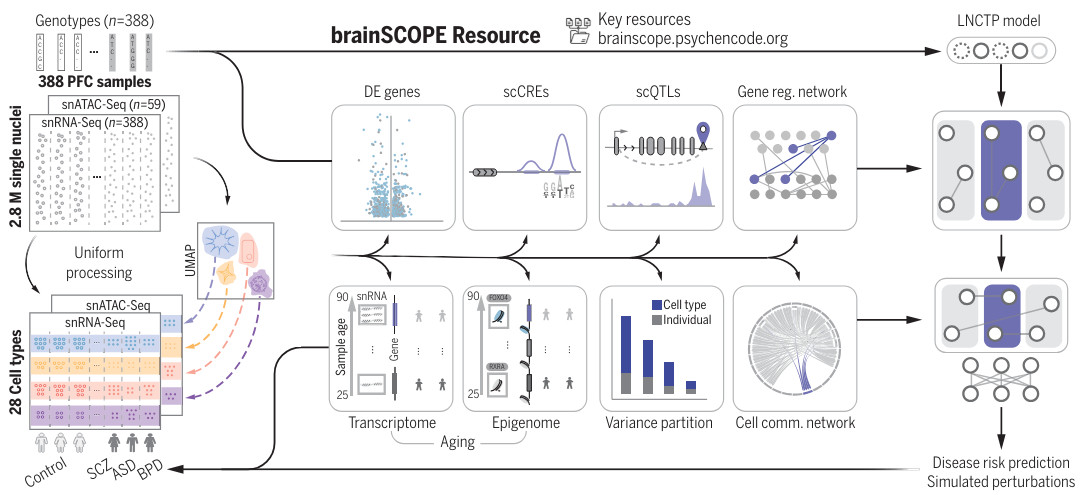 Genotypes (n=388)
A C C G C
A C C .
A C C .
...
A T C .
A T G G G
A T C .
388 PFC samples
2.8 M single nuclei
snATAC-Seq (n=59)
snRNA-Seq (n=388)
...
Uniform
processing
UMAP
28 Cell types
snATAC-Seq
snRNA-Seq
Control
SCZ
ASD
BPD
brainSCOPE Resource
Key resources
brainscope.psychencode.org
DE genes
scCREs
scQTLs
Gene reg. network
90
snRNA
Sample age
Gene
25
Transcriptome
90
FOXO4
RXRA
25
Epigenome
Aging
Cell type
Individual
Variance partition
Cell comm. network
LNCTP model
Disease risk prediction
Simulated perturbations